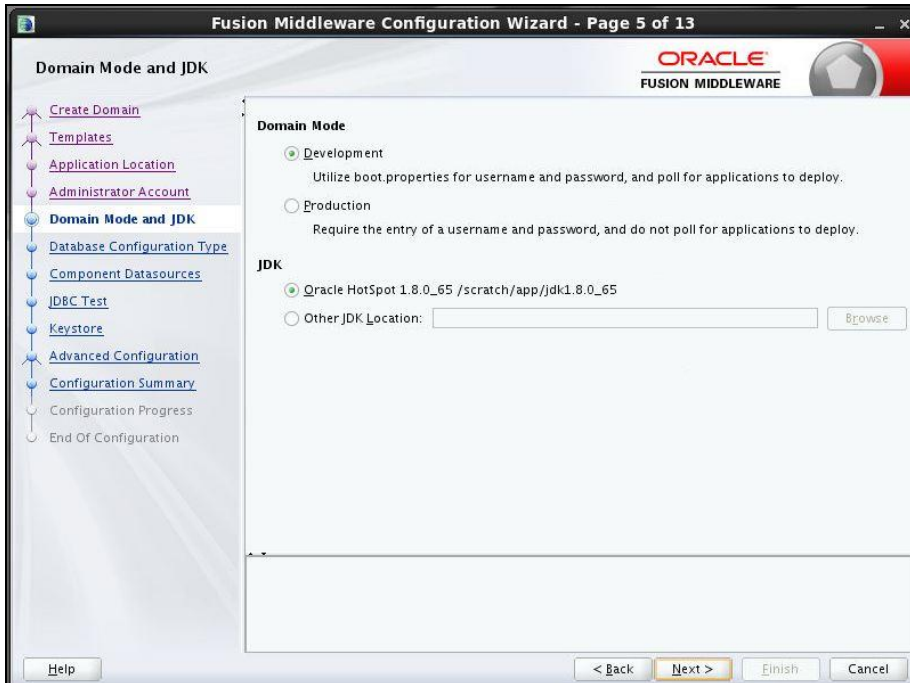 Fusion Middleware Configuration Wizard - Page 5 of 13
Domain Mode and JDK
ORACLE
FUSION MIDDLEWARE
Create Domain
Templates
Application Location
Administrator Account
Domain Mode and JDK
Database Configuration Type
Component Datasources
JDBC Test
Keystore
Advanced Configuration
Configuration Summary
Configuration Progress
End Of Configuration
Domain Mode
Development
Utilize boot.properties for username and password, and poll for applications to deploy.
Production
Require the entry of a username and password, and do not poll for applications to deploy.
JDK
Oracle HotSpot 1.8.0_65 /scratch/app/jdk1.8.0_65
Other JDK Location: Browse
Help < Back Next > Finish Cancel